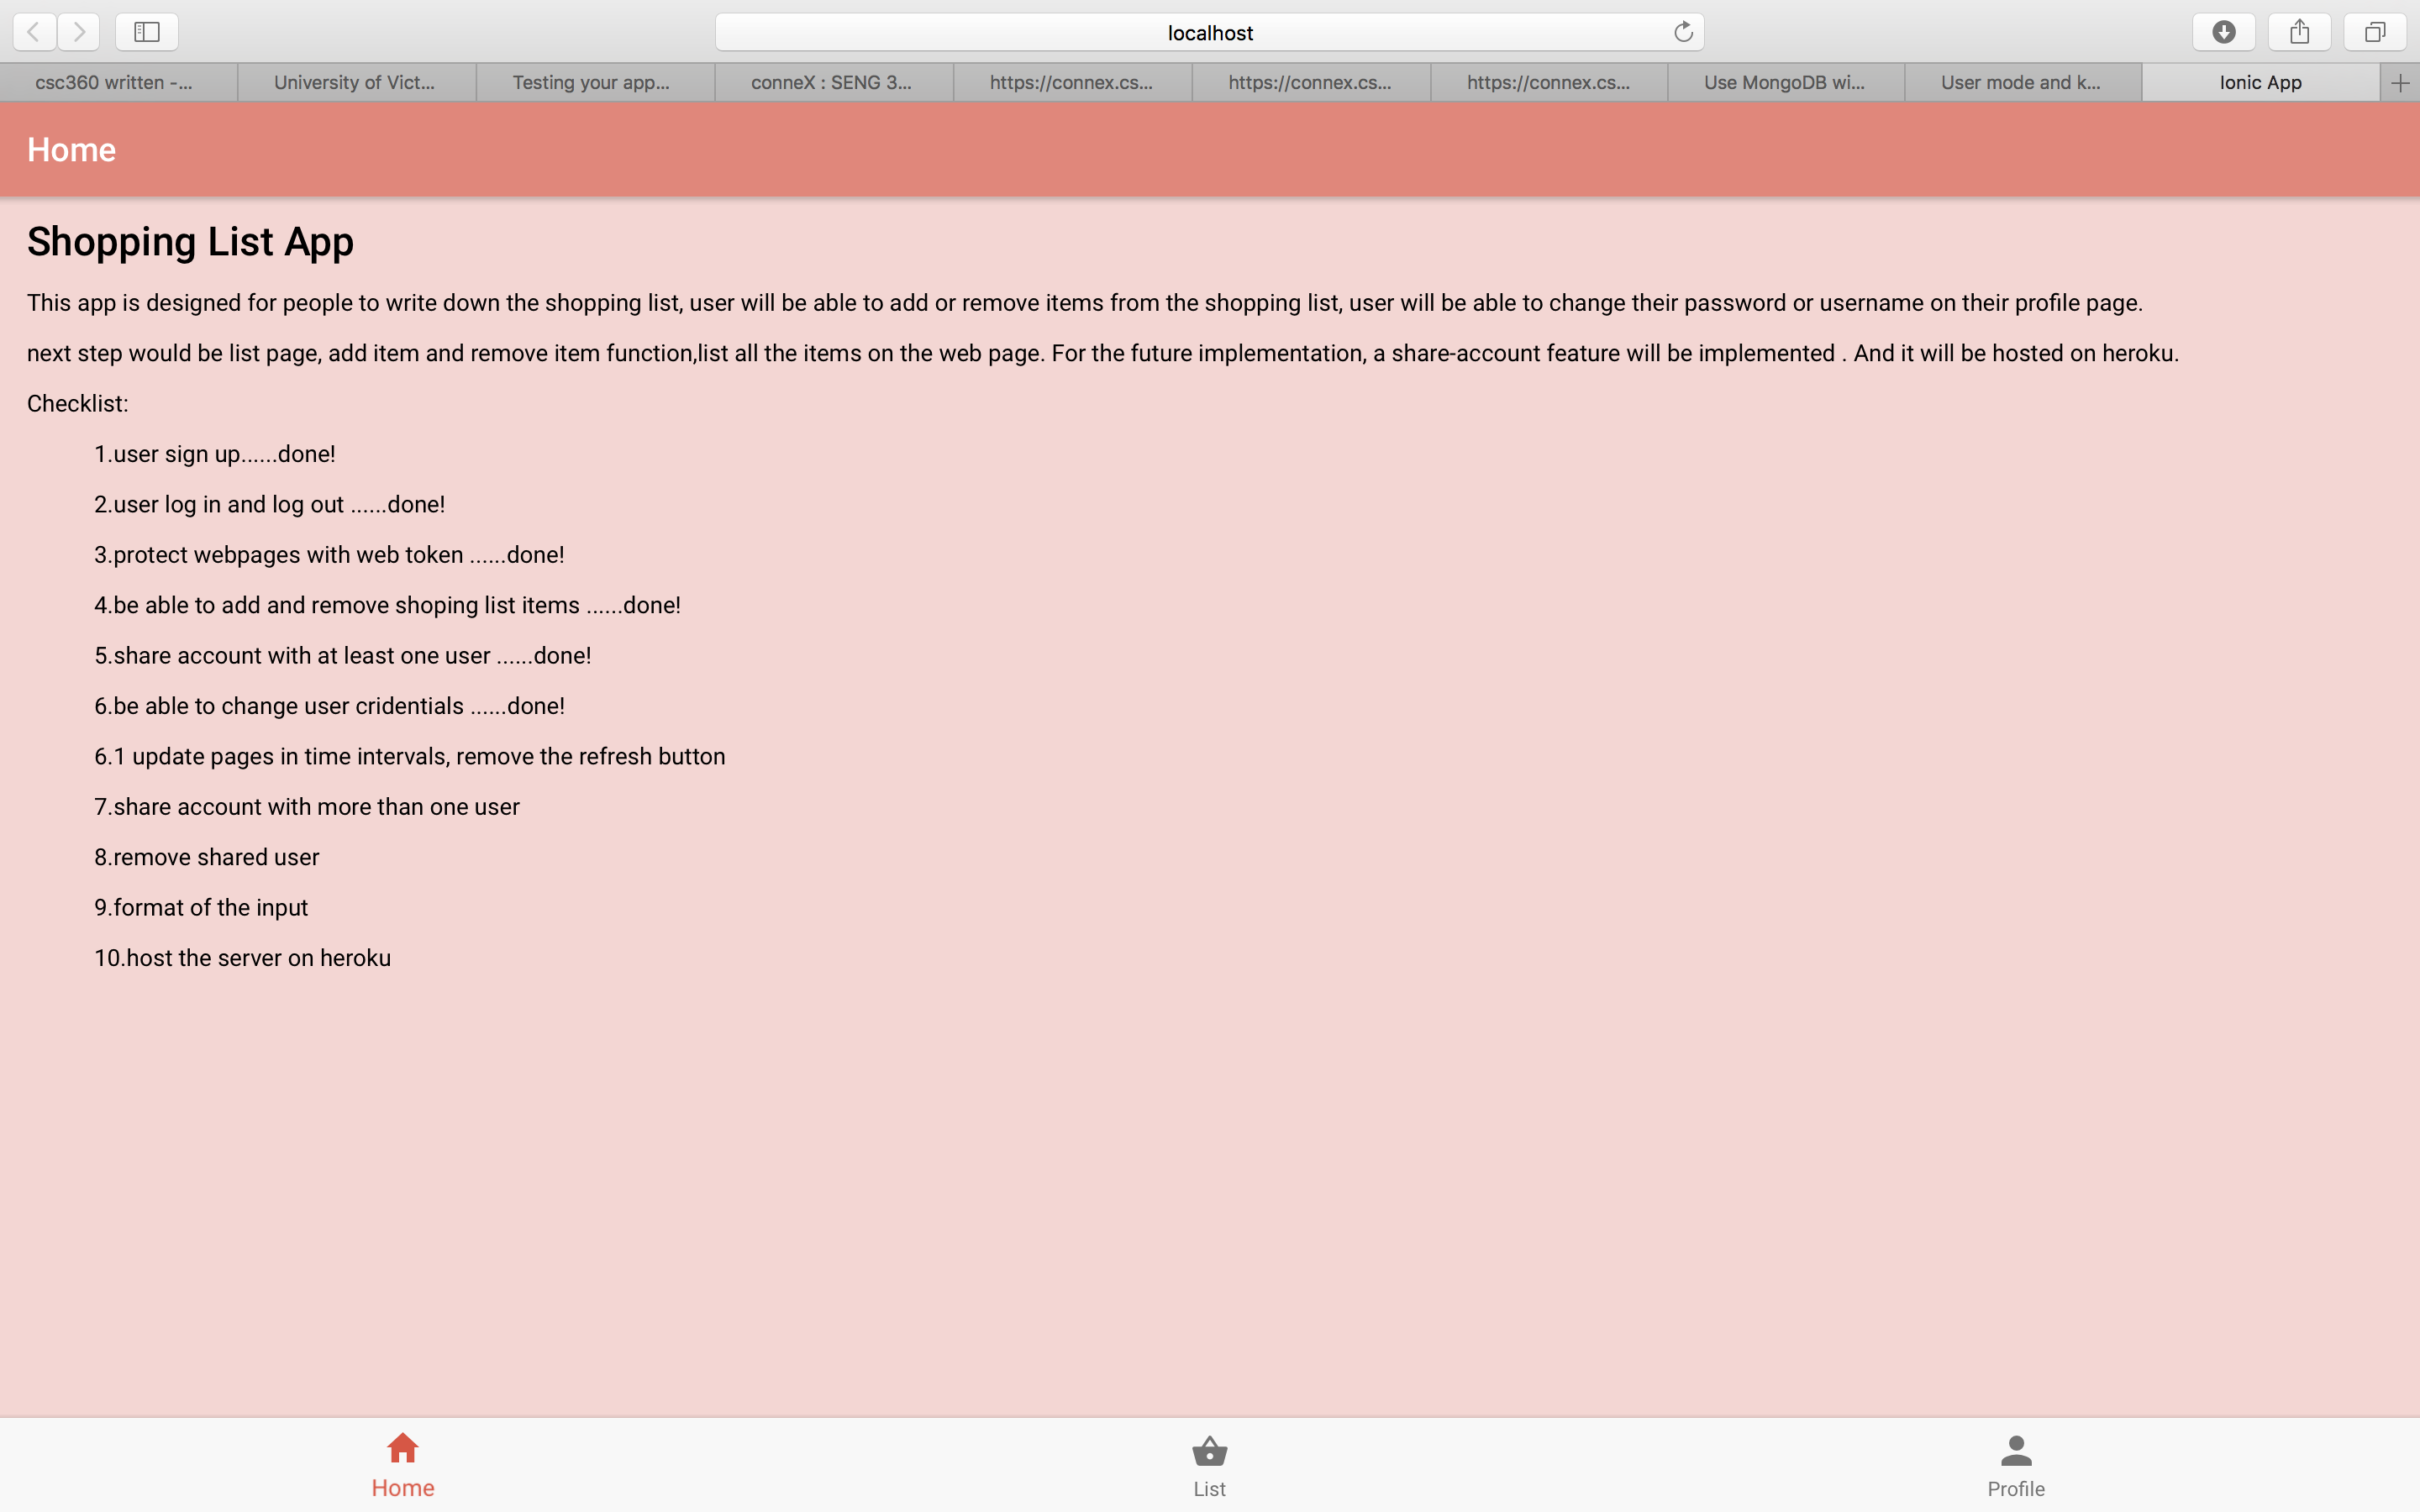 localhost
csc360 written -...
University of Vict...
Testing your app...
conneX : SENG 3...
https://connex.cs...
https://connex.cs...
https://connex.cs...
Use MongoDB wi...
User mode and k...
Ionic App
Home
Shopping List App
This app is designed for people to write down the shopping list, user will be able to add or remove items from the shopping list, user will be able to change their password or username on their profile page.
next step would be list page, add item and remove item function,list all the items on the web page. For the future implementation, a share-account feature will be implemented . And it will be hosted on heroku.
Checklist:
1.user sign up......done!
2.user log in and log out ......done!
3.protect webpages with web token ......done!
4.be able to add and remove shoping list items ......done!
5.share account with at least one user ......done!
6.be able to change user cridentials ......done!
6.1 update pages in time intervals, remove the refresh button
7.share account with more than one user
8.remove shared user
9.format of the input
10.host the server on heroku
Home
List
Profile